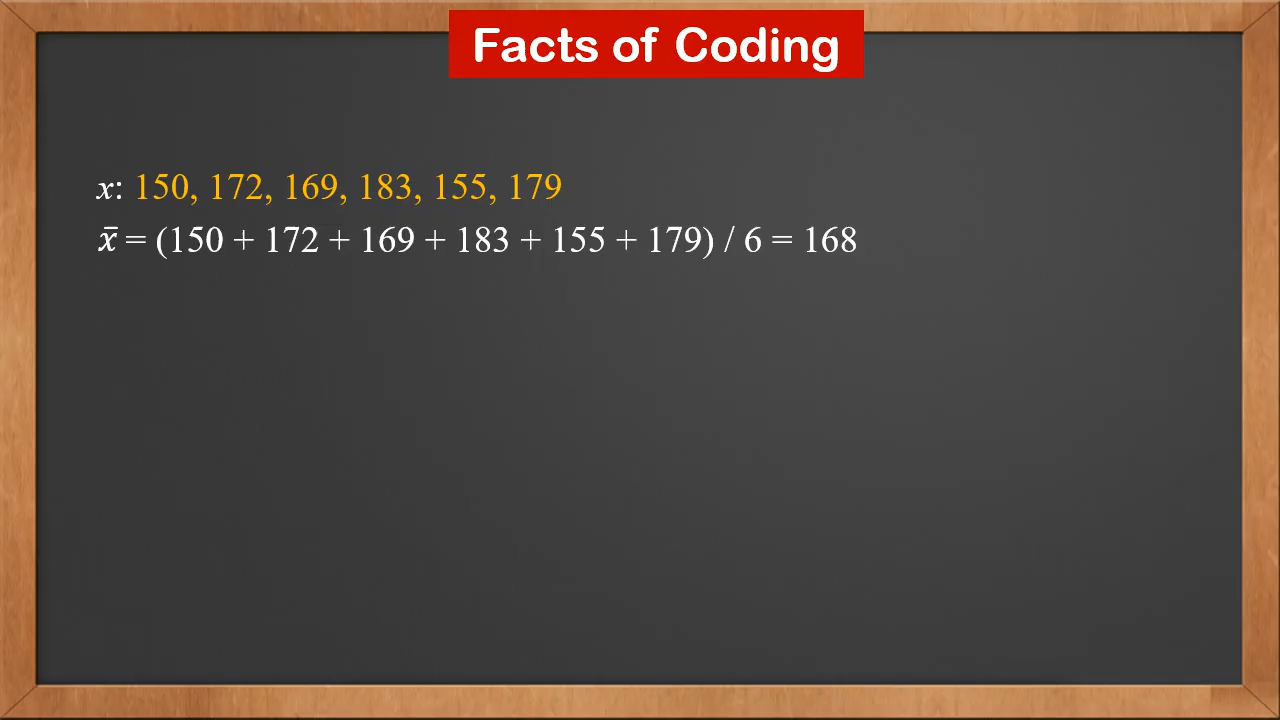 Facts of Coding
x: 150, 172, 169, 183, 155, 179
x̄ = (150 + 172 + 169 + 183 + 155 + 179) / 6 = 168